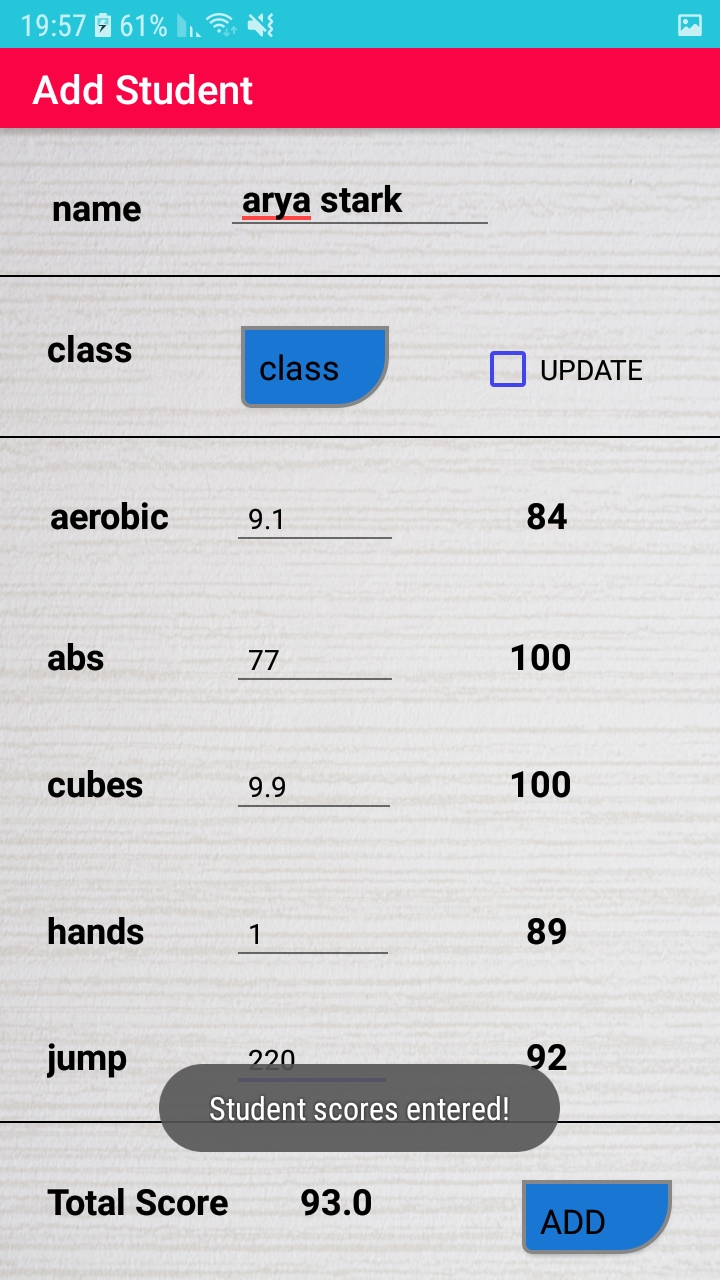 19:57 61%
Add Student
name arya stark
class class UPDATE
aerobic 9.1 84
abs 77 100
cubes 9.9 100
hands 1 89
jump 220 92
Student scores entered!
Total Score 93.0 ADD